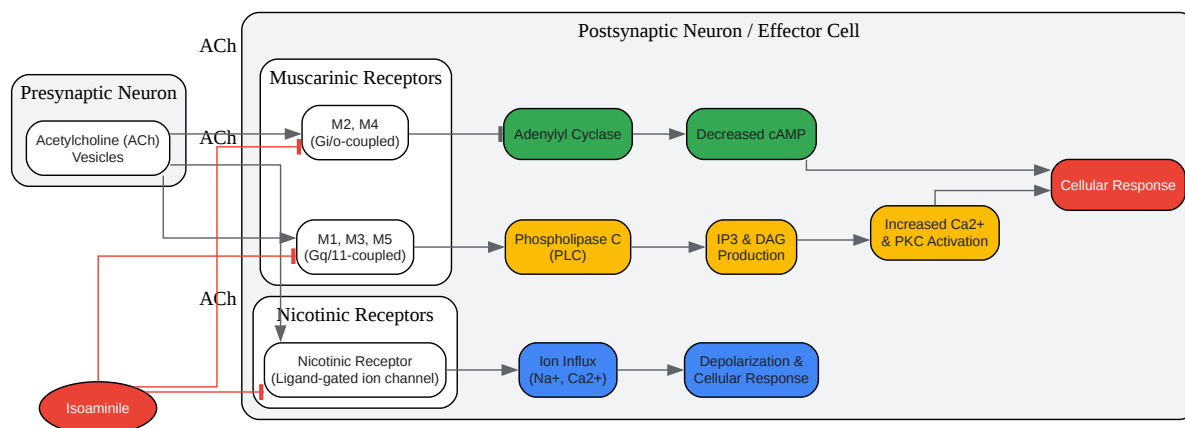 Postsynaptic Neuron / Effector Cell
ACh
Muscarinic Receptors
Presynaptic Neuron
M2, M4
(Gi/o-coupled)
Acetylcholine (ACh)
Vesicles
ACh
Adenylyl Cyclase
Decreased cAMP
Cellular Response
M1, M3, M5
(Gq/11-coupled)
Phospholipase C
(PLC)
IP3 & DAG
Production
Increased Ca2+
& PKC Activation
ACh
Nicotinic Receptors
Nicotinic Receptor
(Ligand-gated ion channel)
Ion Influx
(Na+, Ca2+)
Depolarization &
Cellular Response
Isoaminile